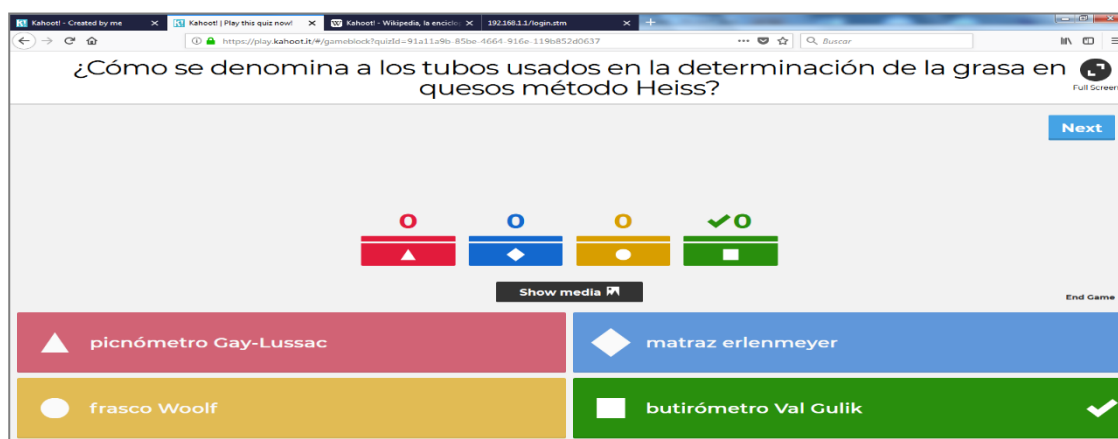 Kahoot! - Created by me
Kahoot! | Play this quiz now!
Kahoot! - Wikipedia, la enciclo
192.168.1.1/login.stm
https://play.kahoot.it/#/gameblock?quizId=91a11a9b-85be-4664-916e-119b852d0637
Buscar
¿Cómo se denomina a los tubos usados en la determinación de la grasa en
quesos método Heiss?
Full Screen
Next
0 0 0 0
Show media
End Game
picnómetro Gay-Lussac
matraz erlenmeyer
frasco Woolf
butirómetro Val Gulik